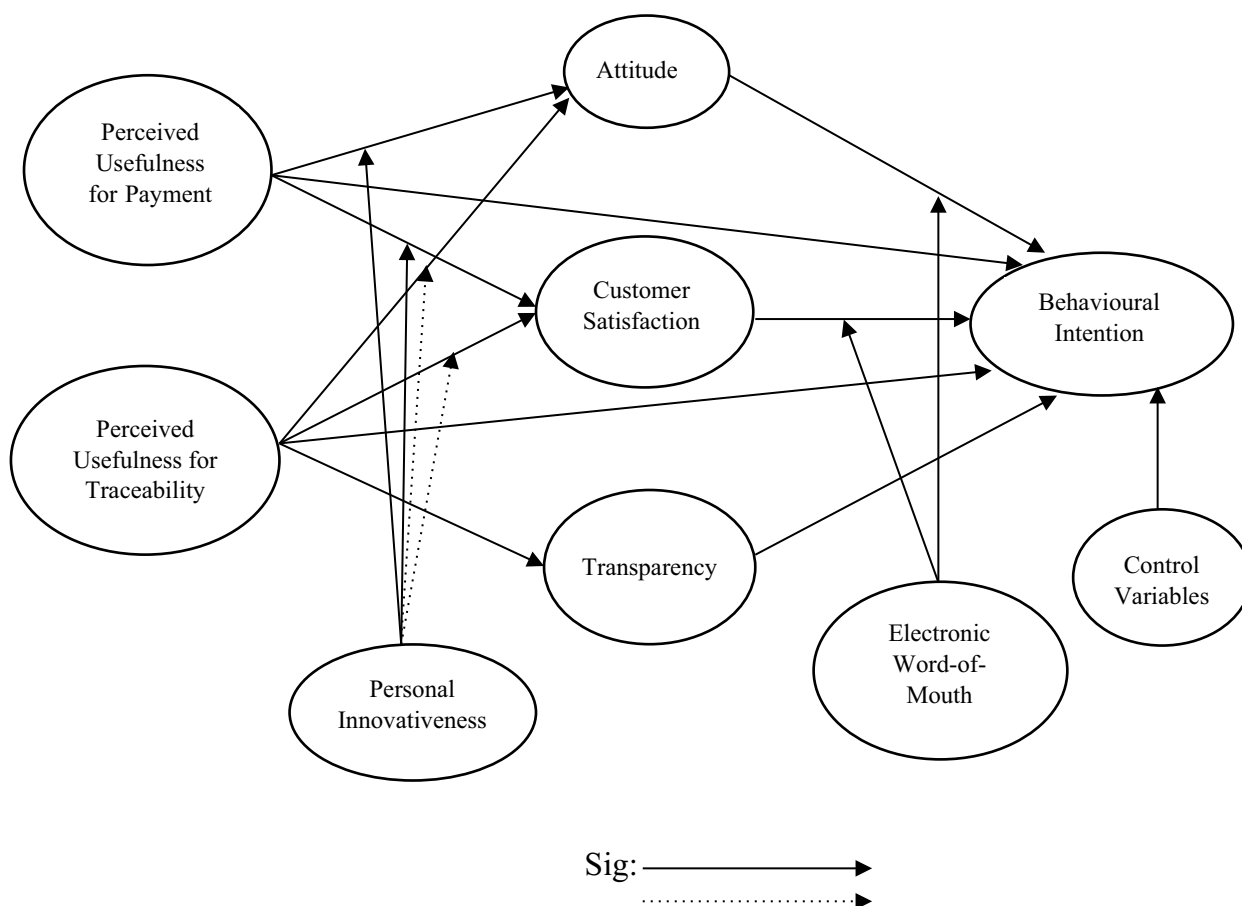 Attitude
Perceived
Usefulness
for Payment
Customer
Satisfaction
Behavioural
Intention
Perceived
Usefulness for
Traceability
Transparency
Control
Variables
Electronic
Word-of-
Mouth
Personal
Innovativeness
Sig: